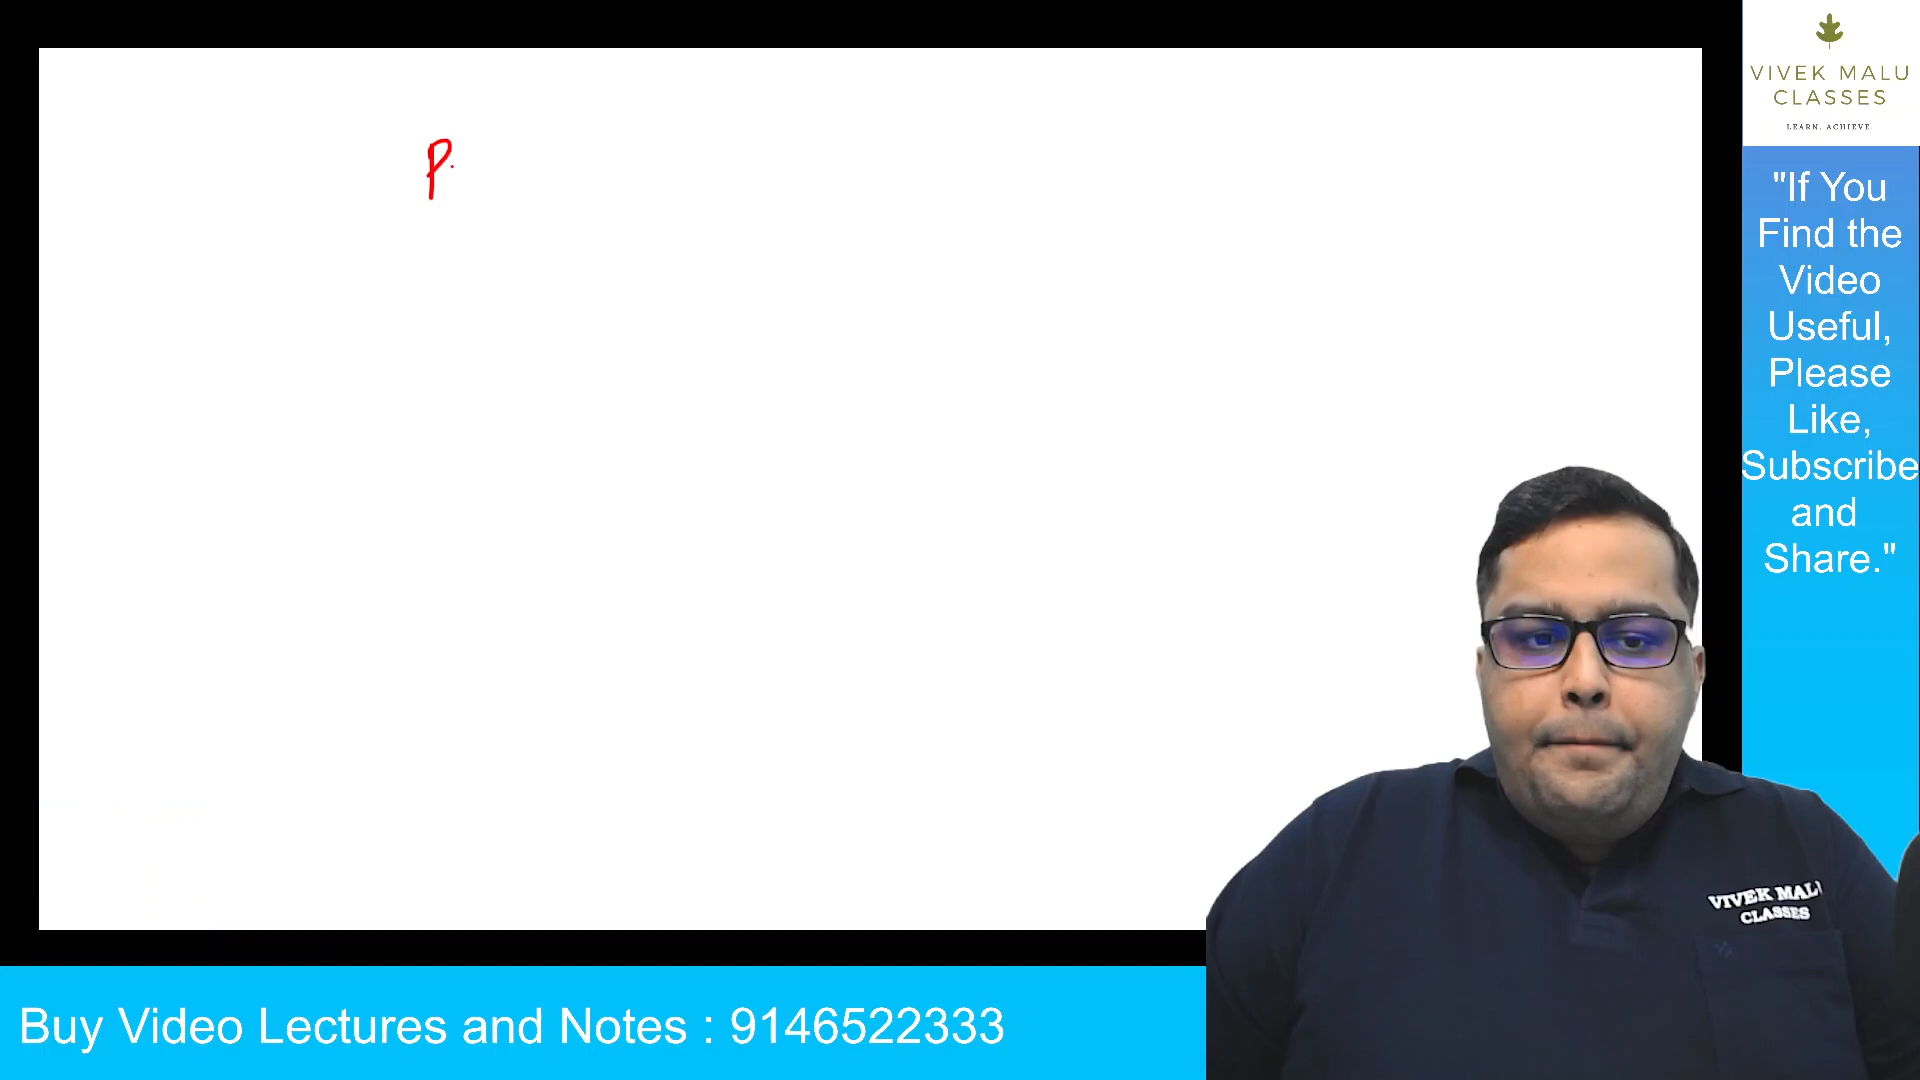 P
VIVEK MALU
CLASSES
LEARN. ACHIEVE.
"If You
Find the
Video
Useful,
Please
Like,
Subscribe
and
Share."
VIVEK MALU
CLASSES
Buy Video Lectures and Notes : 9146522333